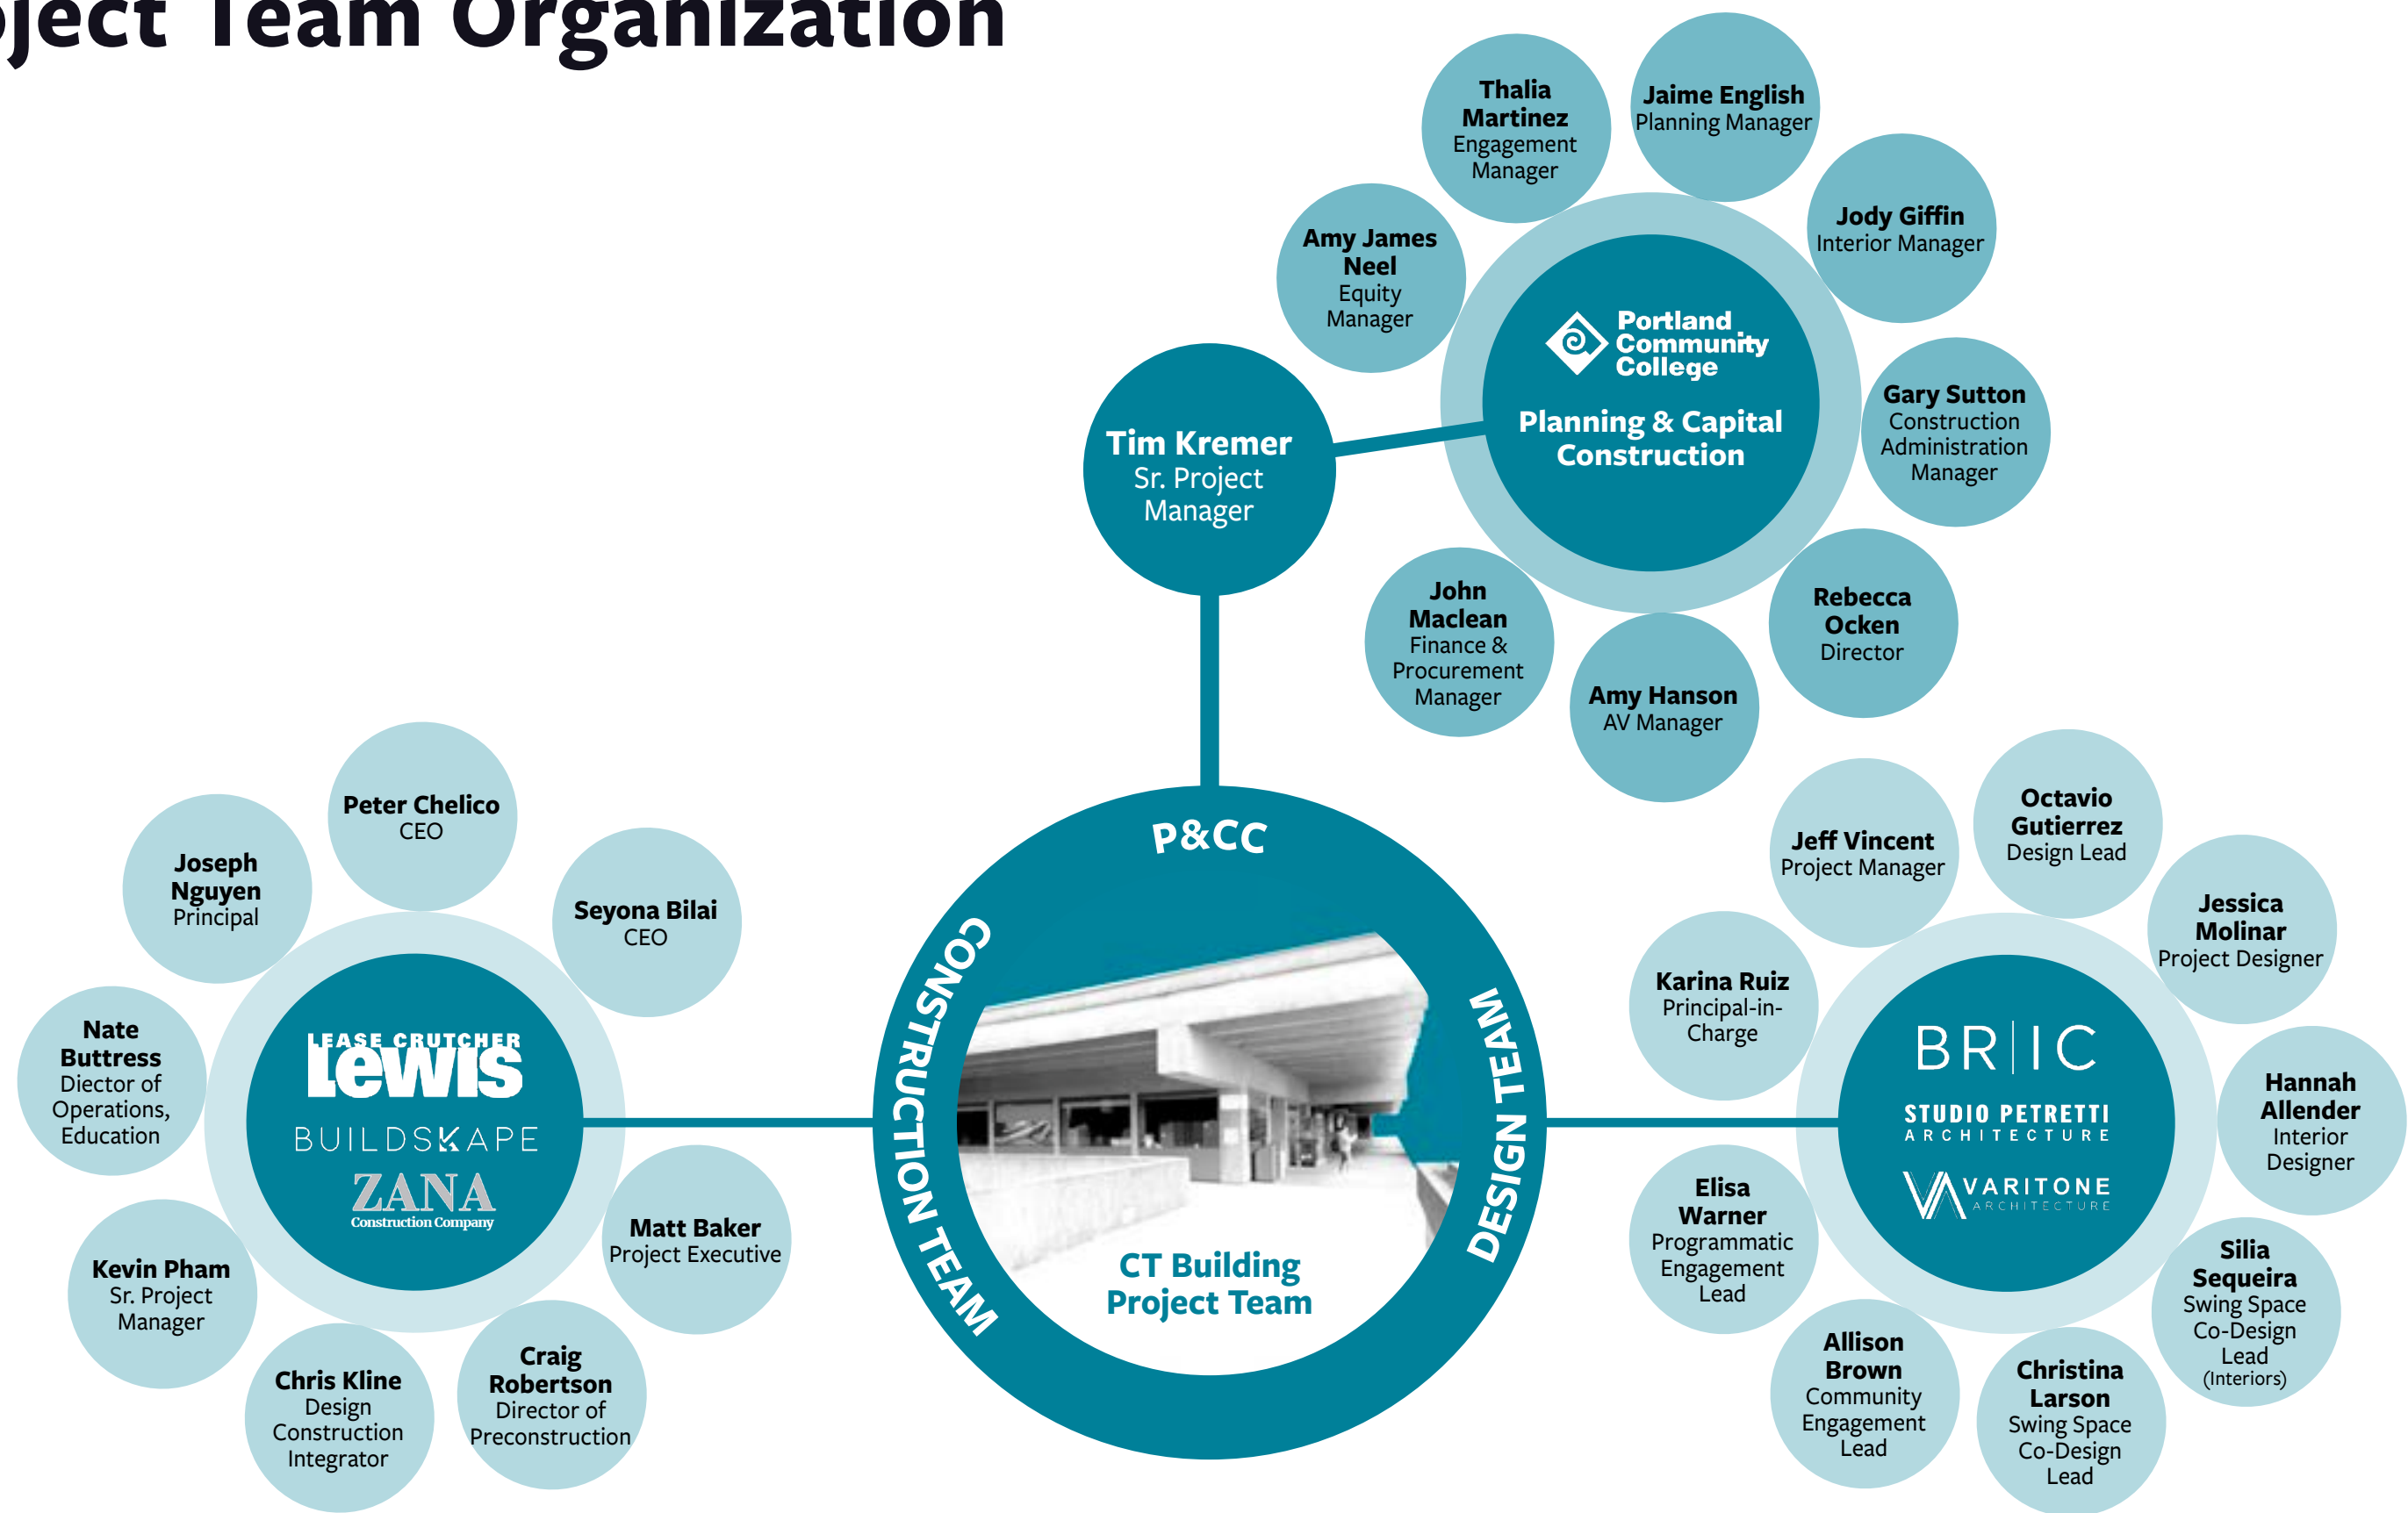 oject Team Organization
Thalia
Martinez
Engagement
Manager
Jaime English
Planning Manager
Jody Giffin
Interior Manager
Amy James
Neel
Equity
Manager
Portland
Community
College
Planning & Capital
Construction
Gary Sutton
Construction
Administration
Manager
Tim Kremer
Sr. Project
Manager
John
Maclean
Finance &
Procurement
Manager
Amy Hanson
AV Manager
Rebecca
Ocken
Director
Peter Chelico
CEO
Joseph
Nguyen
Principal
Seyona Bilai
CEO
Nate
Buttress
Diector of
Operations,
Education
LEASE CRUTCHER
LEWIS
BUILDSKAPE
ZANA
Construction Company
Kevin Pham
Sr. Project
Manager
Chris Kline
Design
Construction
Integrator
Craig
Robertson
Director of
Preconstruction
Matt Baker
Project Executive
P&CC
CONSTRUCTION TEAM
DESIGN TEAM
CT Building
Project Team
Jeff Vincent
Project Manager
Octavio
Gutierrez
Design Lead
Jessica
Molinar
Project Designer
Karina Ruiz
Principal-in-
Charge
BR|IC
STUDIO PETRETTI
ARCHITECTURE
VARITONE
ARCHITECTURE
Hannah
Allender
Interior
Designer
Elisa
Warner
Programmatic
Engagement
Lead
Silia
Sequeira
Swing Space
Co-Design
Lead
(Interiors)
Allison
Brown
Community
Engagement
Lead
Christina
Larson
Swing Space
Co-Design
Lead